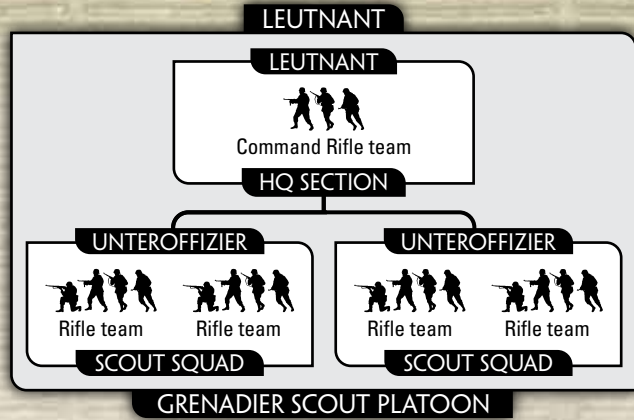 LEUTNANT
LEUTNANT
Command Rifle team
HQ SECTION
UNTEROFFIZIER
UNTEROFFIZIER
Rifle team
Rifle team
Rifle team
Rifle team
SCOUT SQUAD
SCOUT SQUAD
GRENADIER SCOUT PLATOON